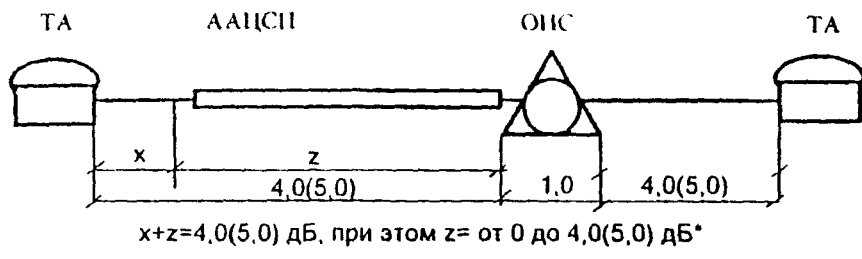 ТА ААЦСП ОПС ТА
x z
4,0(5,0) 1,0 4,0(5,0)
x+z=4,0(5,0) дБ, при этом z= от 0 до 4,0(5,0) дБ*